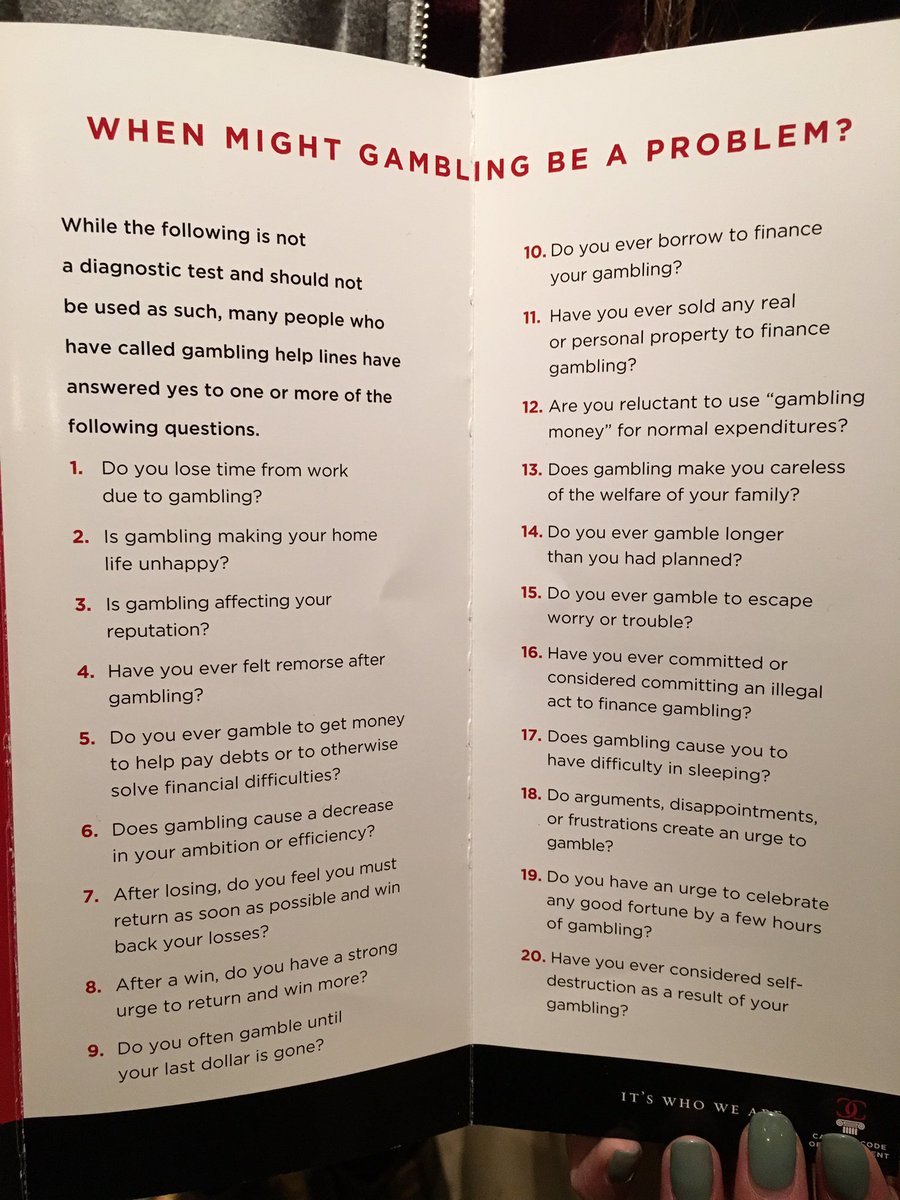 WHEN MIGHT GAMBLING BE A PROBLEM?
While the following is not
a diagnostic test and should not
be used as such, many people who
have called gambling help lines have
answered yes to one or more of the
following questions.
1. Do you lose time from work
due to gambling?
2. Is gambling making your home
life unhappy?
3. Is gambling affecting your
reputation?
4. Have you ever felt remorse after
gambling?
5. Do you ever gamble to get money
to help pay debts or to otherwise
solve financial difficulties?
6. Does gambling cause a decrease
in your ambition or efficiency?
7. After losing, do you feel you must
return as soon as possible and win
back your losses?
8. After a win, do you have a strong
urge to return and win more?
9. Do you often gamble until
your last dollar is gone?
10. Do you ever borrow to finance
your gambling?
11. Have you ever sold any real
or personal property to finance
gambling?
12. Are you reluctant to use “gambling
money” for normal expenditures?
13. Does gambling make you careless
of the welfare of your family?
14. Do you ever gamble longer
than you had planned?
15. Do you ever gamble to escape
worry or trouble?
16. Have you ever committed or
considered committing an illegal
act to finance gambling?
17. Does gambling cause you to
have difficulty in sleeping?
18. Do arguments, disappointments,
or frustrations create an urge to
gamble?
19. Do you have an urge to celebrate
any good fortune by a few hours
of gambling?
20. Have you ever considered self-
destruction as a result of your
gambling?
IT'S WHO WE
CODE